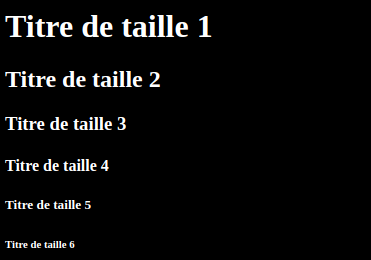 Titre de taille 1
Titre de taille 2
Titre de taille 3
Titre de taille 4
Titre de taille 5
Titre de taille 6